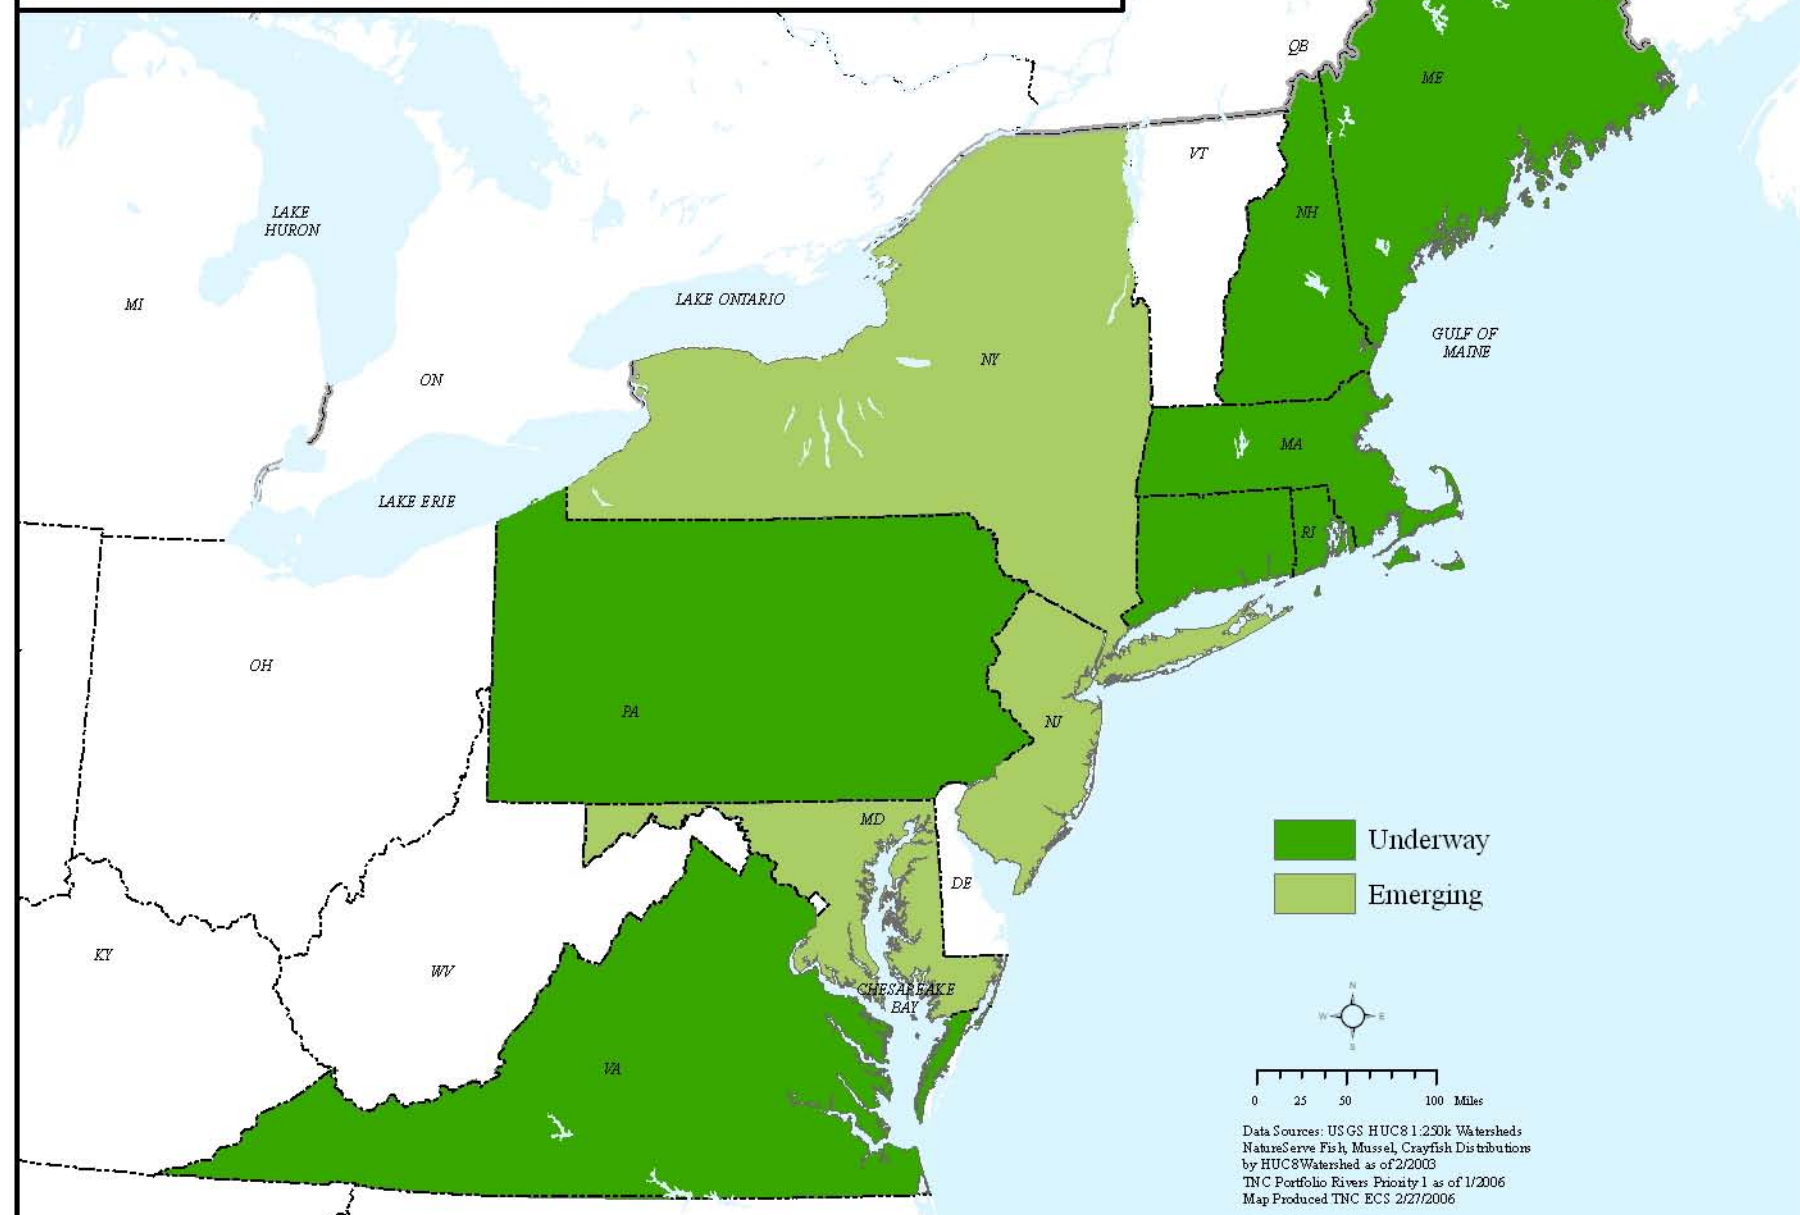 QB
ME
VT
LAKE
HURON
NH
MI
LAKE ONTARIO
GULF OF
MAINE
NY
ON
MA
LAKE ERIE
RI
OH
PA
NJ
MD
Underway
DE
Emerging
KY
WV
CHESAPEAKE
BAY
N
W E
S
VA
0 25 50 100 Miles
Data Sources: USGS HUC8 1:250k Watersheds
NatureServe Fish, Mussel, Crayfish Distributions
by HUC8 Watershed as of 2/2003
TNC Portfolio Rivers Priority 1 as of 1/2006
Map Produced TNC ECS 2/27/2006